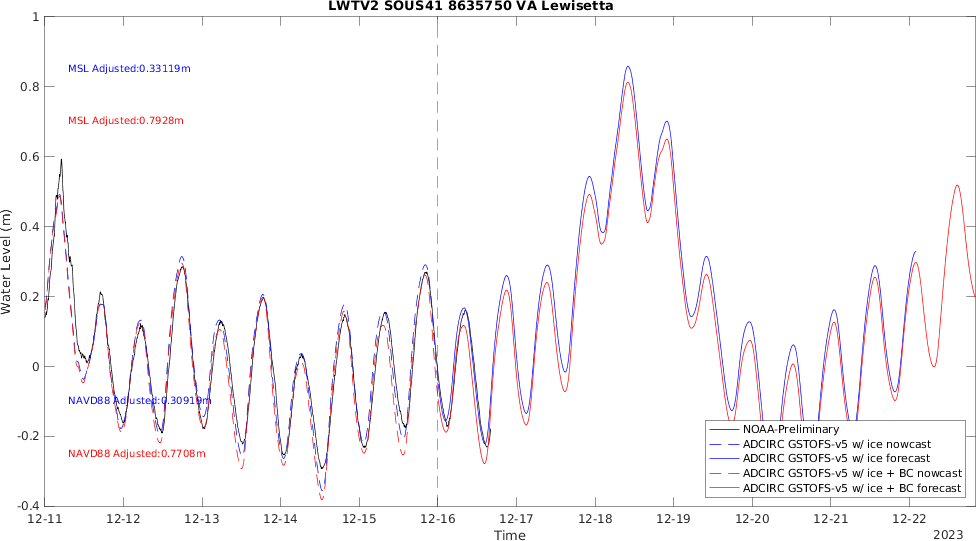 LWTV2 SOUS41 8635750 VA Lewisetta
Water Level (m)
1
0.8
0.6
0.4
0.2
0
-0.2
-0.4
MSL Adjusted:0.33119m
MSL Adjusted:0.7928m
NAVD88 Adjusted:0.30919m
NAVD88 Adjusted:0.7708m
NOAA-Preliminary
ADCIRC GSTOFS-v5 w/ ice nowcast
ADCIRC GSTOFS-v5 w/ ice forecast
ADCIRC GSTOFS-v5 w/ ice + BC nowcast
ADCIRC GSTOFS-v5 w/ ice + BC forecast
12-11 12-12 12-13 12-14 12-15 12-16 12-17 12-18 12-19 12-20 12-21 12-22
Time
2023